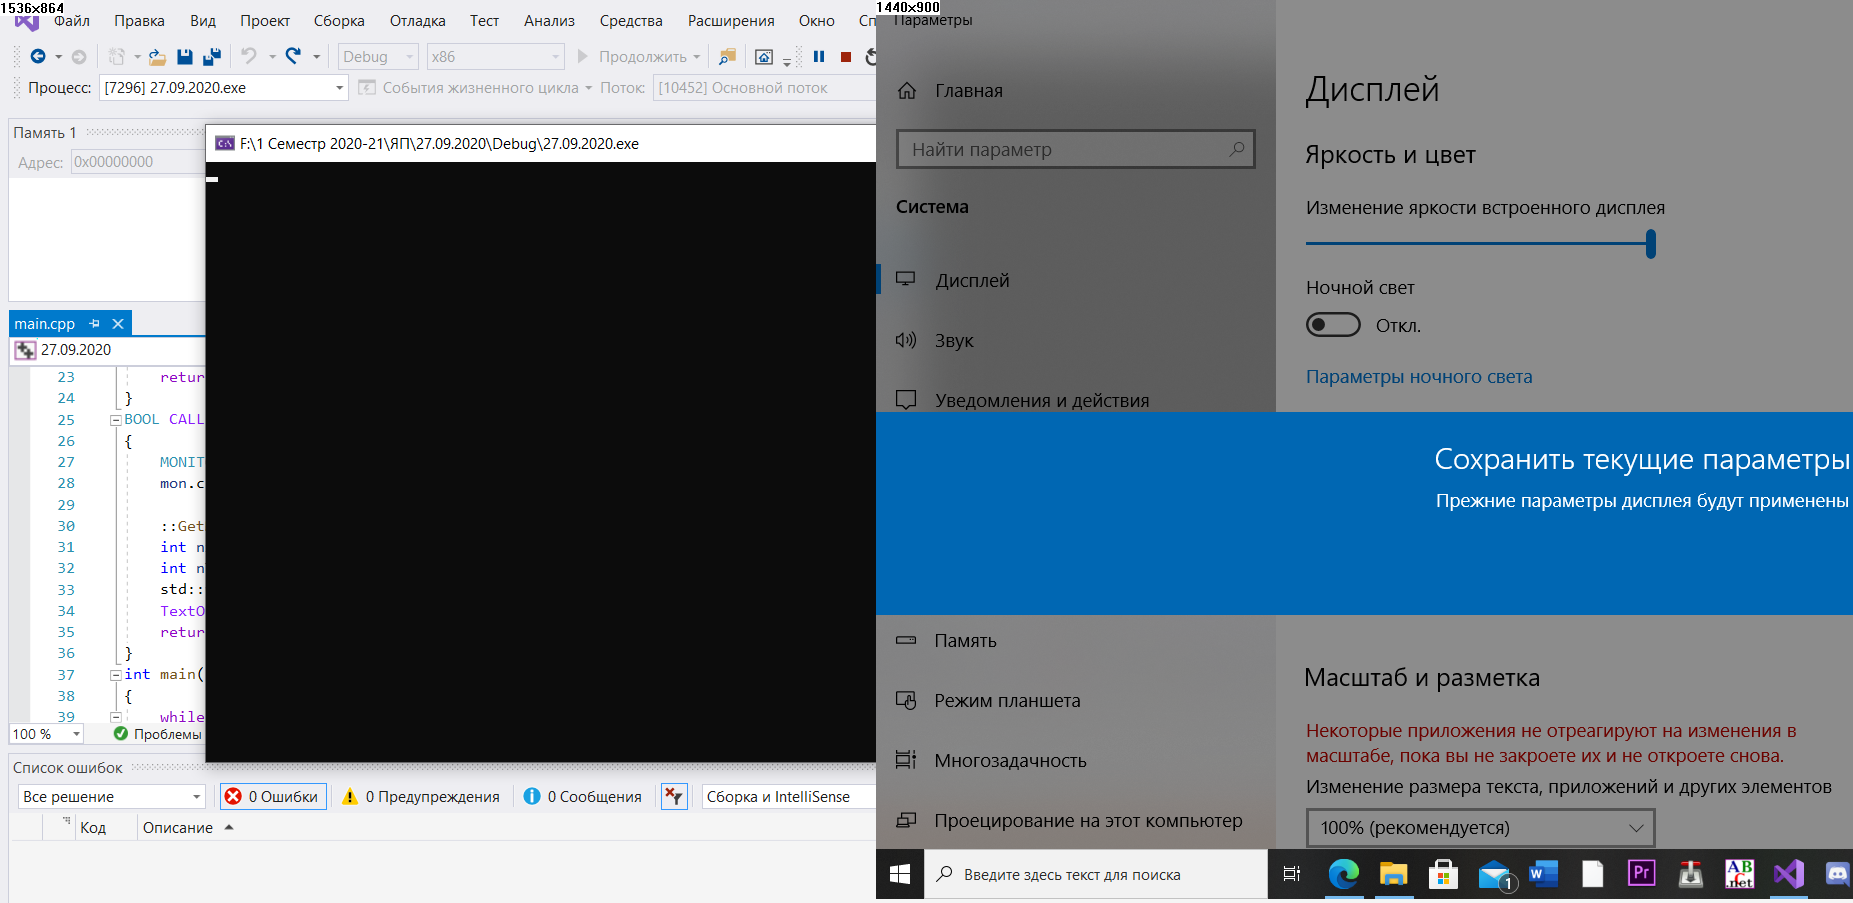 1536x864
Файл Правка Вид Проект Сборка Отладка Тест Анализ Средства Расширения Окно Сп
Debug x86 Продолжить
Процесс: [7296] 27.09.2020.exe События жизненного цикла Поток: [10452] Основной поток
Память 1
Адрес: 0x00000000
F:\1 Семестр 2020-21\ЯП\27.09.2020\Debug\27.09.2020.exe
main.cpp
27.09.2020
23 retur
24 }
25 BOOL CALL
26 {
27 MONIT
28 mon.c
29
30 ::Get
31 int n
32 int n
33 std::
34 TextO
35 retur
36 }
37 int main(
38 {
39 while
100 % Проблемы
Список ошибок
Все решение 0 Ошибки 0 Предупреждения 0 Сообщения Сборка и IntelliSense
Код Описание
1440x900
Параметры
Главная
Найти параметр
Система
Дисплей
Звук
Уведомления и действия
Дисплей
Яркость и цвет
Изменение яркости встроенного дисплея
Ночной свет
Откл.
Параметры ночного света
Сохранить текущие параметры
Прежние параметры дисплея будут применены
Память
Режим планшета
Многозадачность
Проецирование на этот компьютер
Масштаб и разметка
Некоторые приложения не отреагируют на изменения в
масштабе, пока вы не закроете их и не откроете снова.
Изменение размера текста, приложений и других элементов
100% (рекомендуется)
Введите здесь текст для поиска
1
W
Pr
ABC.net